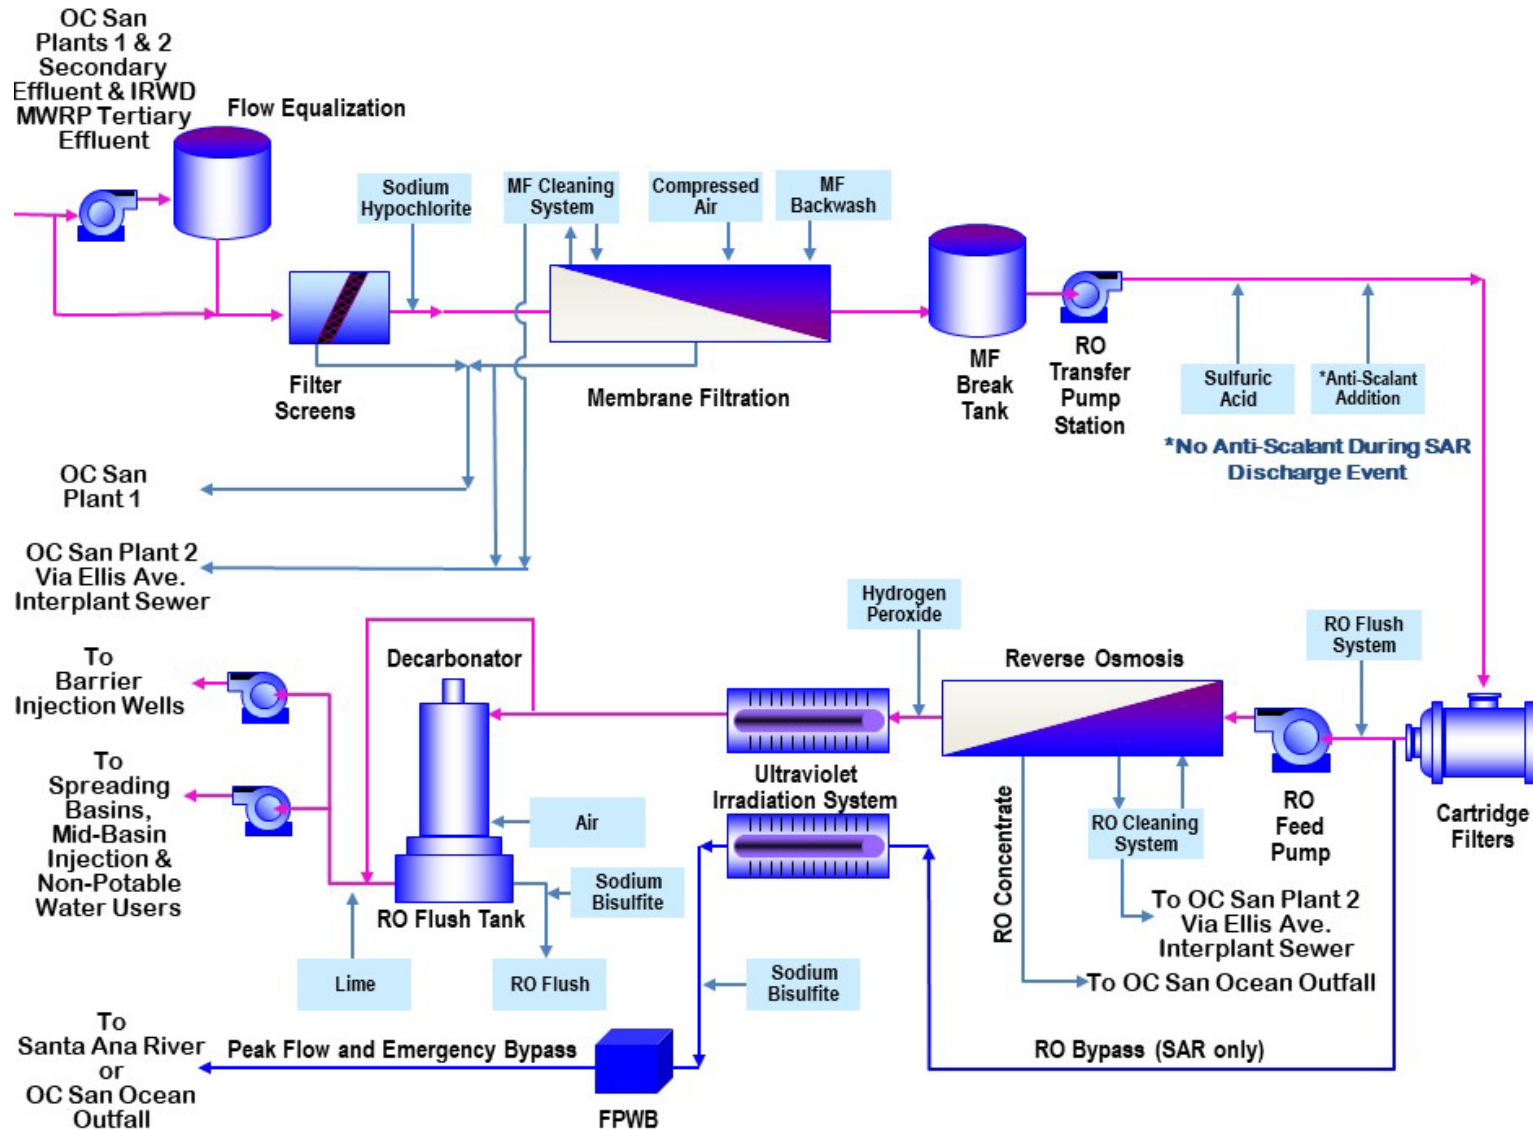 OC San
Plants 1 & 2
Secondary
Effluent & IRWD
MWRP Tertiary
Effluent
Flow Equalization
Sodium
Hypochlorite
MF Cleaning
System
Compressed
Air
MF
Backwash
Filter
Screens
Membrane Filtration
MF
Break
Tank
RO
Transfer
Pump
Station
Sulfuric
Acid
*Anti-Scalant
Addition
*No Anti-Scalant During SAR
Discharge Event
OC San
Plant 1
OC San Plant 2
Via Ellis Ave.
Interplant Sewer
To
Barrier
Injection Wells
To
Spreading
Basins,
Mid-Basin
Injection &
Non-Potable
Water Users
Decarbonator
Air
RO Flush Tank
Sodium
Bisulfite
Lime
RO Flush
Hydrogen
Peroxide
Ultraviolet
Irradiation System
Reverse Osmosis
RO Concentrate
RO Cleaning
System
RO Flush
System
RO
Feed
Pump
Cartridge
Filters
To OC San Plant 2
Via Ellis Ave.
Interplant Sewer
To OC San Ocean Outfall
Sodium
Bisulfite
RO Bypass (SAR only)
To
Santa Ana River
or
OC San Ocean
Outfall
Peak Flow and Emergency Bypass
FPWB